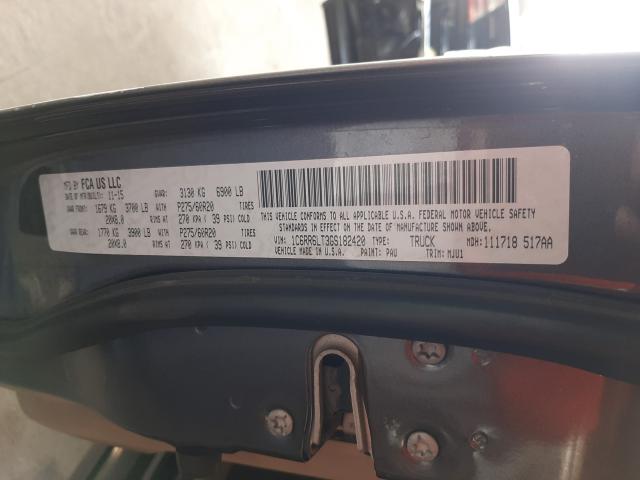 MFD BY FCA US LLC
DATE OF MFR(BUILT): 11-15 GVWR: 3130 KG 6900 LB
GAWR FRONT: 1679 KG 3700 LB WITH P275/60R20 TIRES
20X8.0 RIMS AT 270 KPA( 39 PSI) COLD
GAWR REAR: 1770 KG 3900 LB WITH P275/60R20 TIRES
20X8.0 RIMS AT 270 KPA( 39 PSI) COLD
THIS VEHICLE CONFORMS TO ALL APPLICABLE U.S.A. FEDERAL MOTOR VEHICLE SAFETY
STANDARDS IN EFFECT ON THE DATE OF MANUFACTURE SHOWN ABOVE.
VIN: 1C6RR6LT3GS182420 TYPE: TRUCK MDH: 111718 517AA
VEHICLE MADE IN U.S.A. PAINT: PAU TRIM: MJU1